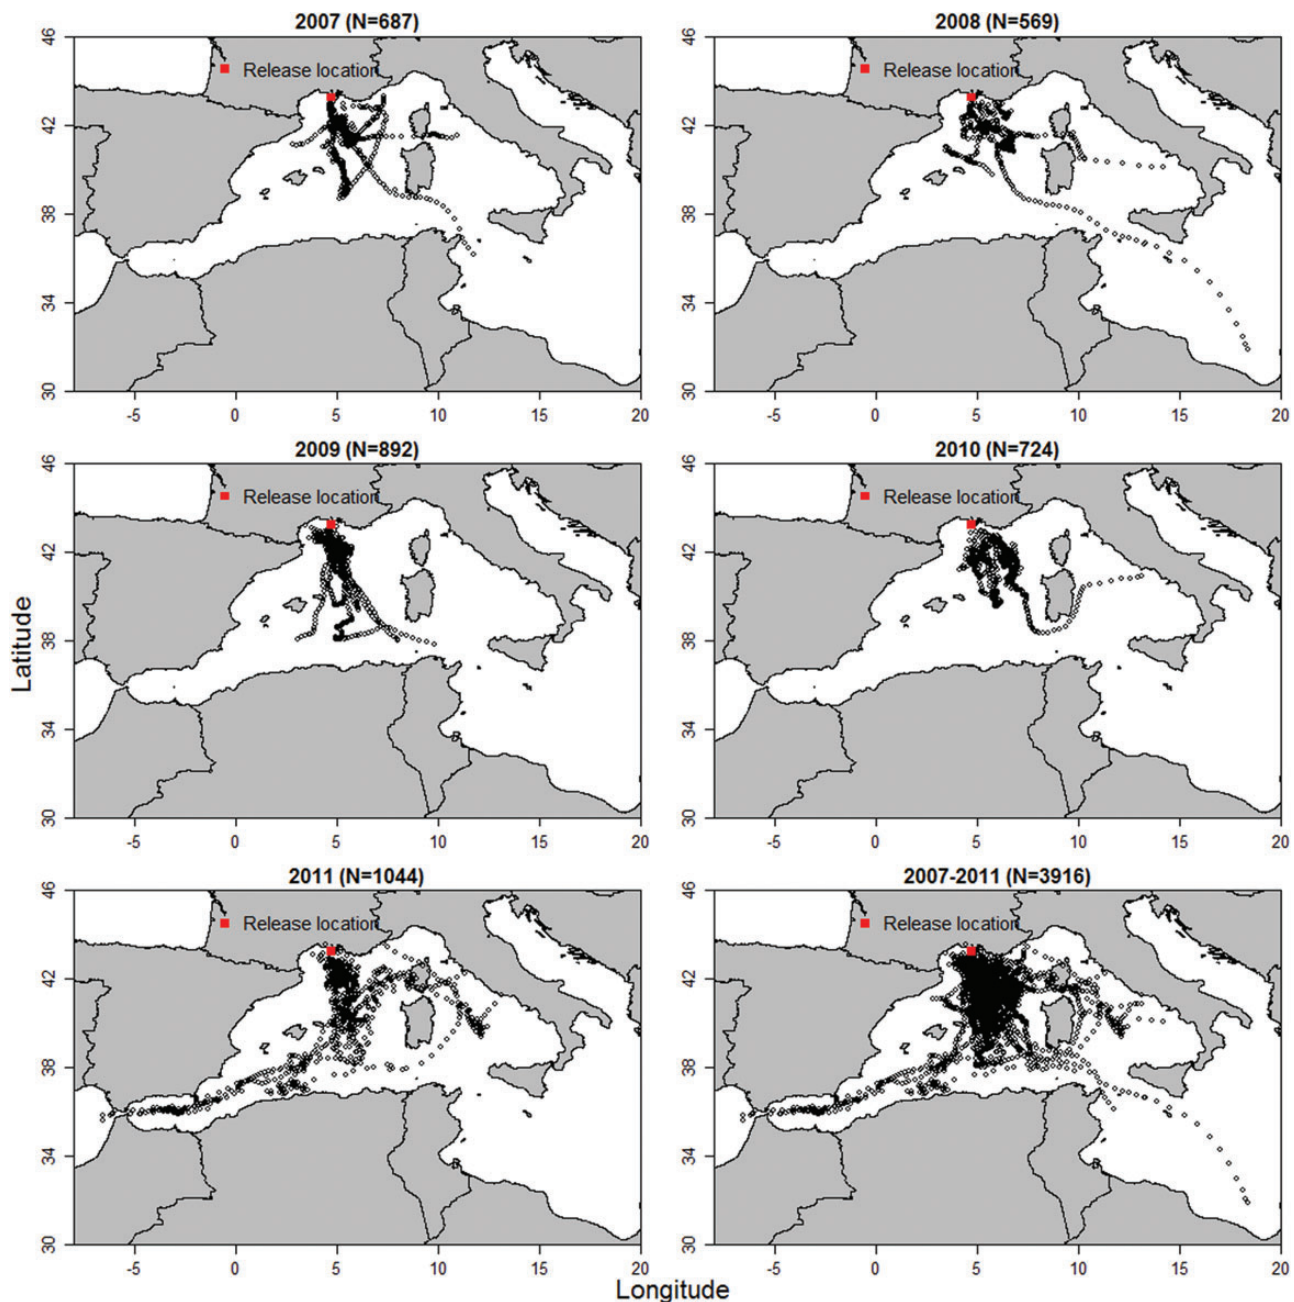 2007 (N=687)
46
42
38
34
30
Release location
-5 0 5 10 15 20
2008 (N=569)
46
42
38
34
30
Release location
-5 0 5 10 15 20
2009 (N=892)
46
42
38
34
30
Release location
-5 0 5 10 15 20
2010 (N=724)
46
42
38
34
30
Release location
-5 0 5 10 15 20
2011 (N=1044)
46
42
38
34
30
Release location
-5 0 5 10 15 20
2007-2011 (N=3916)
46
42
38
34
30
Release location
-5 0 5 10 15 20
Latitude
Longitude